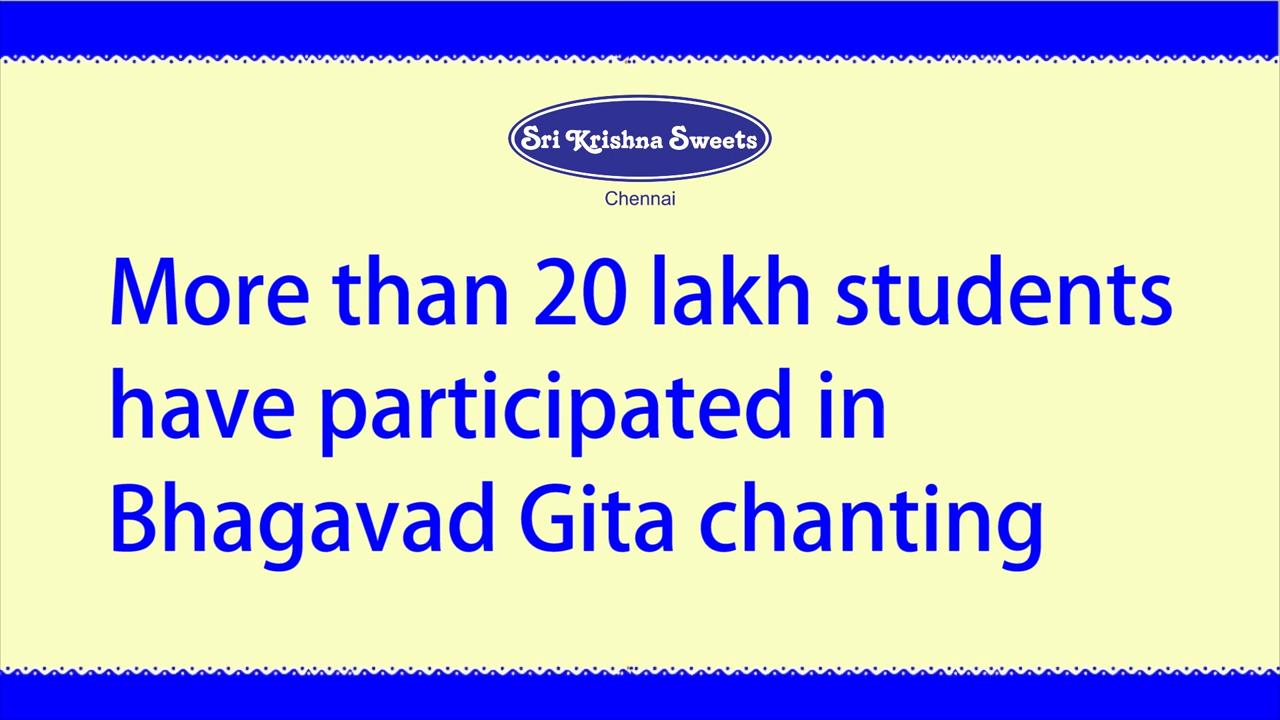 Sri Krishna Sweets
Chennai
More than 20 lakh students
have participated in
Bhagavad Gita chanting